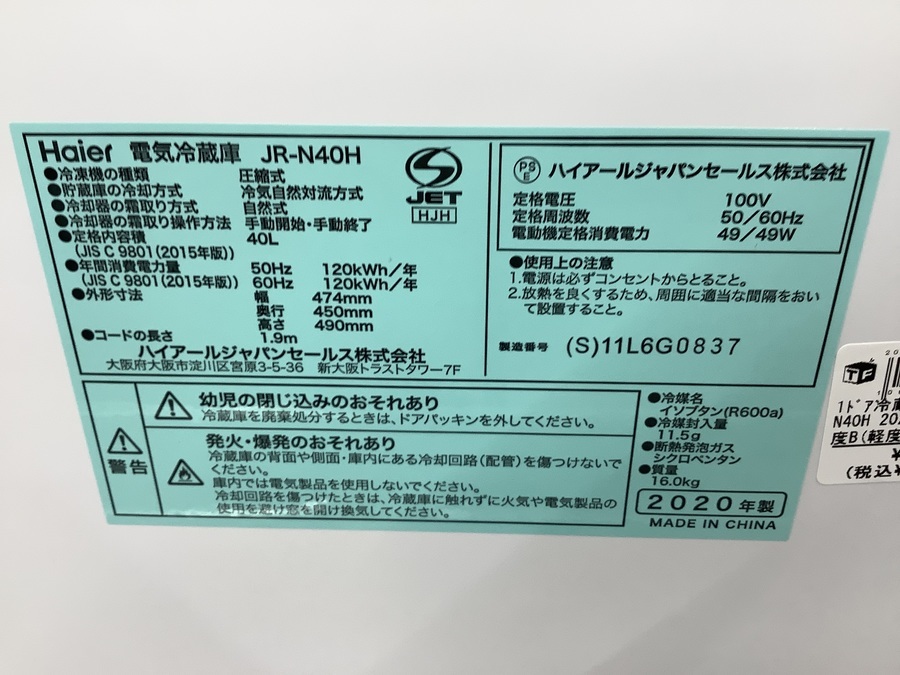 Haier 電気冷蔵庫 JR-N40H
●冷凍機の種類 圧縮式
●貯蔵庫の冷却方式 冷気自然対流方式
●冷却器の霜取り方式 自然式
●冷却器の霜取り操作方法 手動開始・手動終了
●定格内容積 40L
(JIS C 9801(2015年版))
●年間消費電力量 50Hz 120kWh/年
(JIS C 9801(2015年版)) 60Hz 120kWh/年
●外形寸法 幅 474mm
奥行 450mm
高さ 490mm
●コードの長さ 1.9m
ハイアールジャパンセールス株式会社
大阪府大阪市淀川区宮原3-5-36 新大阪トラストタワー7F
JET
HJH
PS
E
ハイアールジャパンセールス株式会社
定格電圧 100V
定格周波数 50/60Hz
電動機定格消費電力 49/49W
●使用上の注意
1.電源は必ずコンセントからとること。
2.放熱を良くするため、周囲に適当な間隔をおい
て設置すること。
製造番号 (S)11L6G0837
警告
幼児の閉じ込みのおそれあり
冷蔵庫を廃棄処分するときは、ドアパッキンを外してください。
発火・爆発のおそれあり
冷蔵庫の背面や側面・庫内にある冷却回路(配管)を傷つけないで
ください。
庫内では電気製品を使用しないでください。
冷却回路を傷つけたときは、冷蔵庫に触れずに火気や電気製品の
使用を避け窓を開け換気してください。
●冷媒名
イソブタン(R600a)
●冷媒封入量
11.5g
●断熱発泡ガス
シクロペンタン
●質量
16.0kg
2020年製
MADE IN CHINA
TF
1ドア冷蔵
N40H 20
度B(軽度
¥
(税込¥